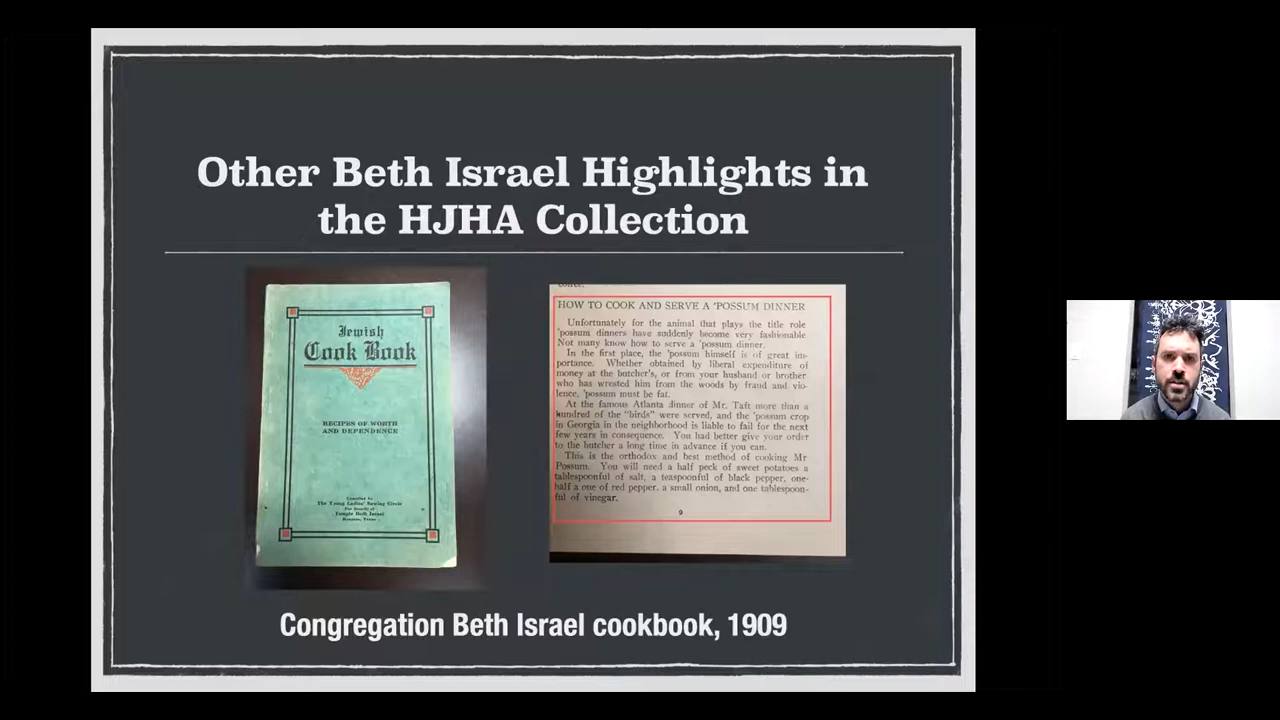 Other Beth Israel Highlights in
the HJHA Collection
Jewish
Cook Book
RECIPES OF WORTH
AND DEPENDENCE
Compiled by
The Young Ladies' Sewing Circle
For Benefit of
Temple Beth Israel
Houston, Texas
HOW TO COOK AND SERVE A 'POSSUM DINNER
Unfortunately for the animal that plays the title role
'possum dinners have suddenly become very fashionable
Not many know how to serve a 'possum dinner.
In the first place, the 'possum himself is of great im-
portance. Whether obtained by liberal expenditure of
money at the butcher's, or from your husband or brother
who has wrested him from the woods by fraud and vio-
lence, 'possum must be fat.
At the famous Atlanta dinner of Mr. Taft more than a
hundred of the "birds" were served, and the 'possum crop
in Georgia in the neighborhood is liable to fail for the next
few years in consequence. You had better give your order
to the butcher a long time in advance if you can.
This is the orthodox and best method of cooking Mr
Possum. You will need a half peck of sweet potatoes a
tablespoonful of salt, a teaspoonful of black pepper, one-
half a one of red pepper. a small onion, and one tablespoon-
ful of vinegar.
9
Congregation Beth Israel cookbook, 1909